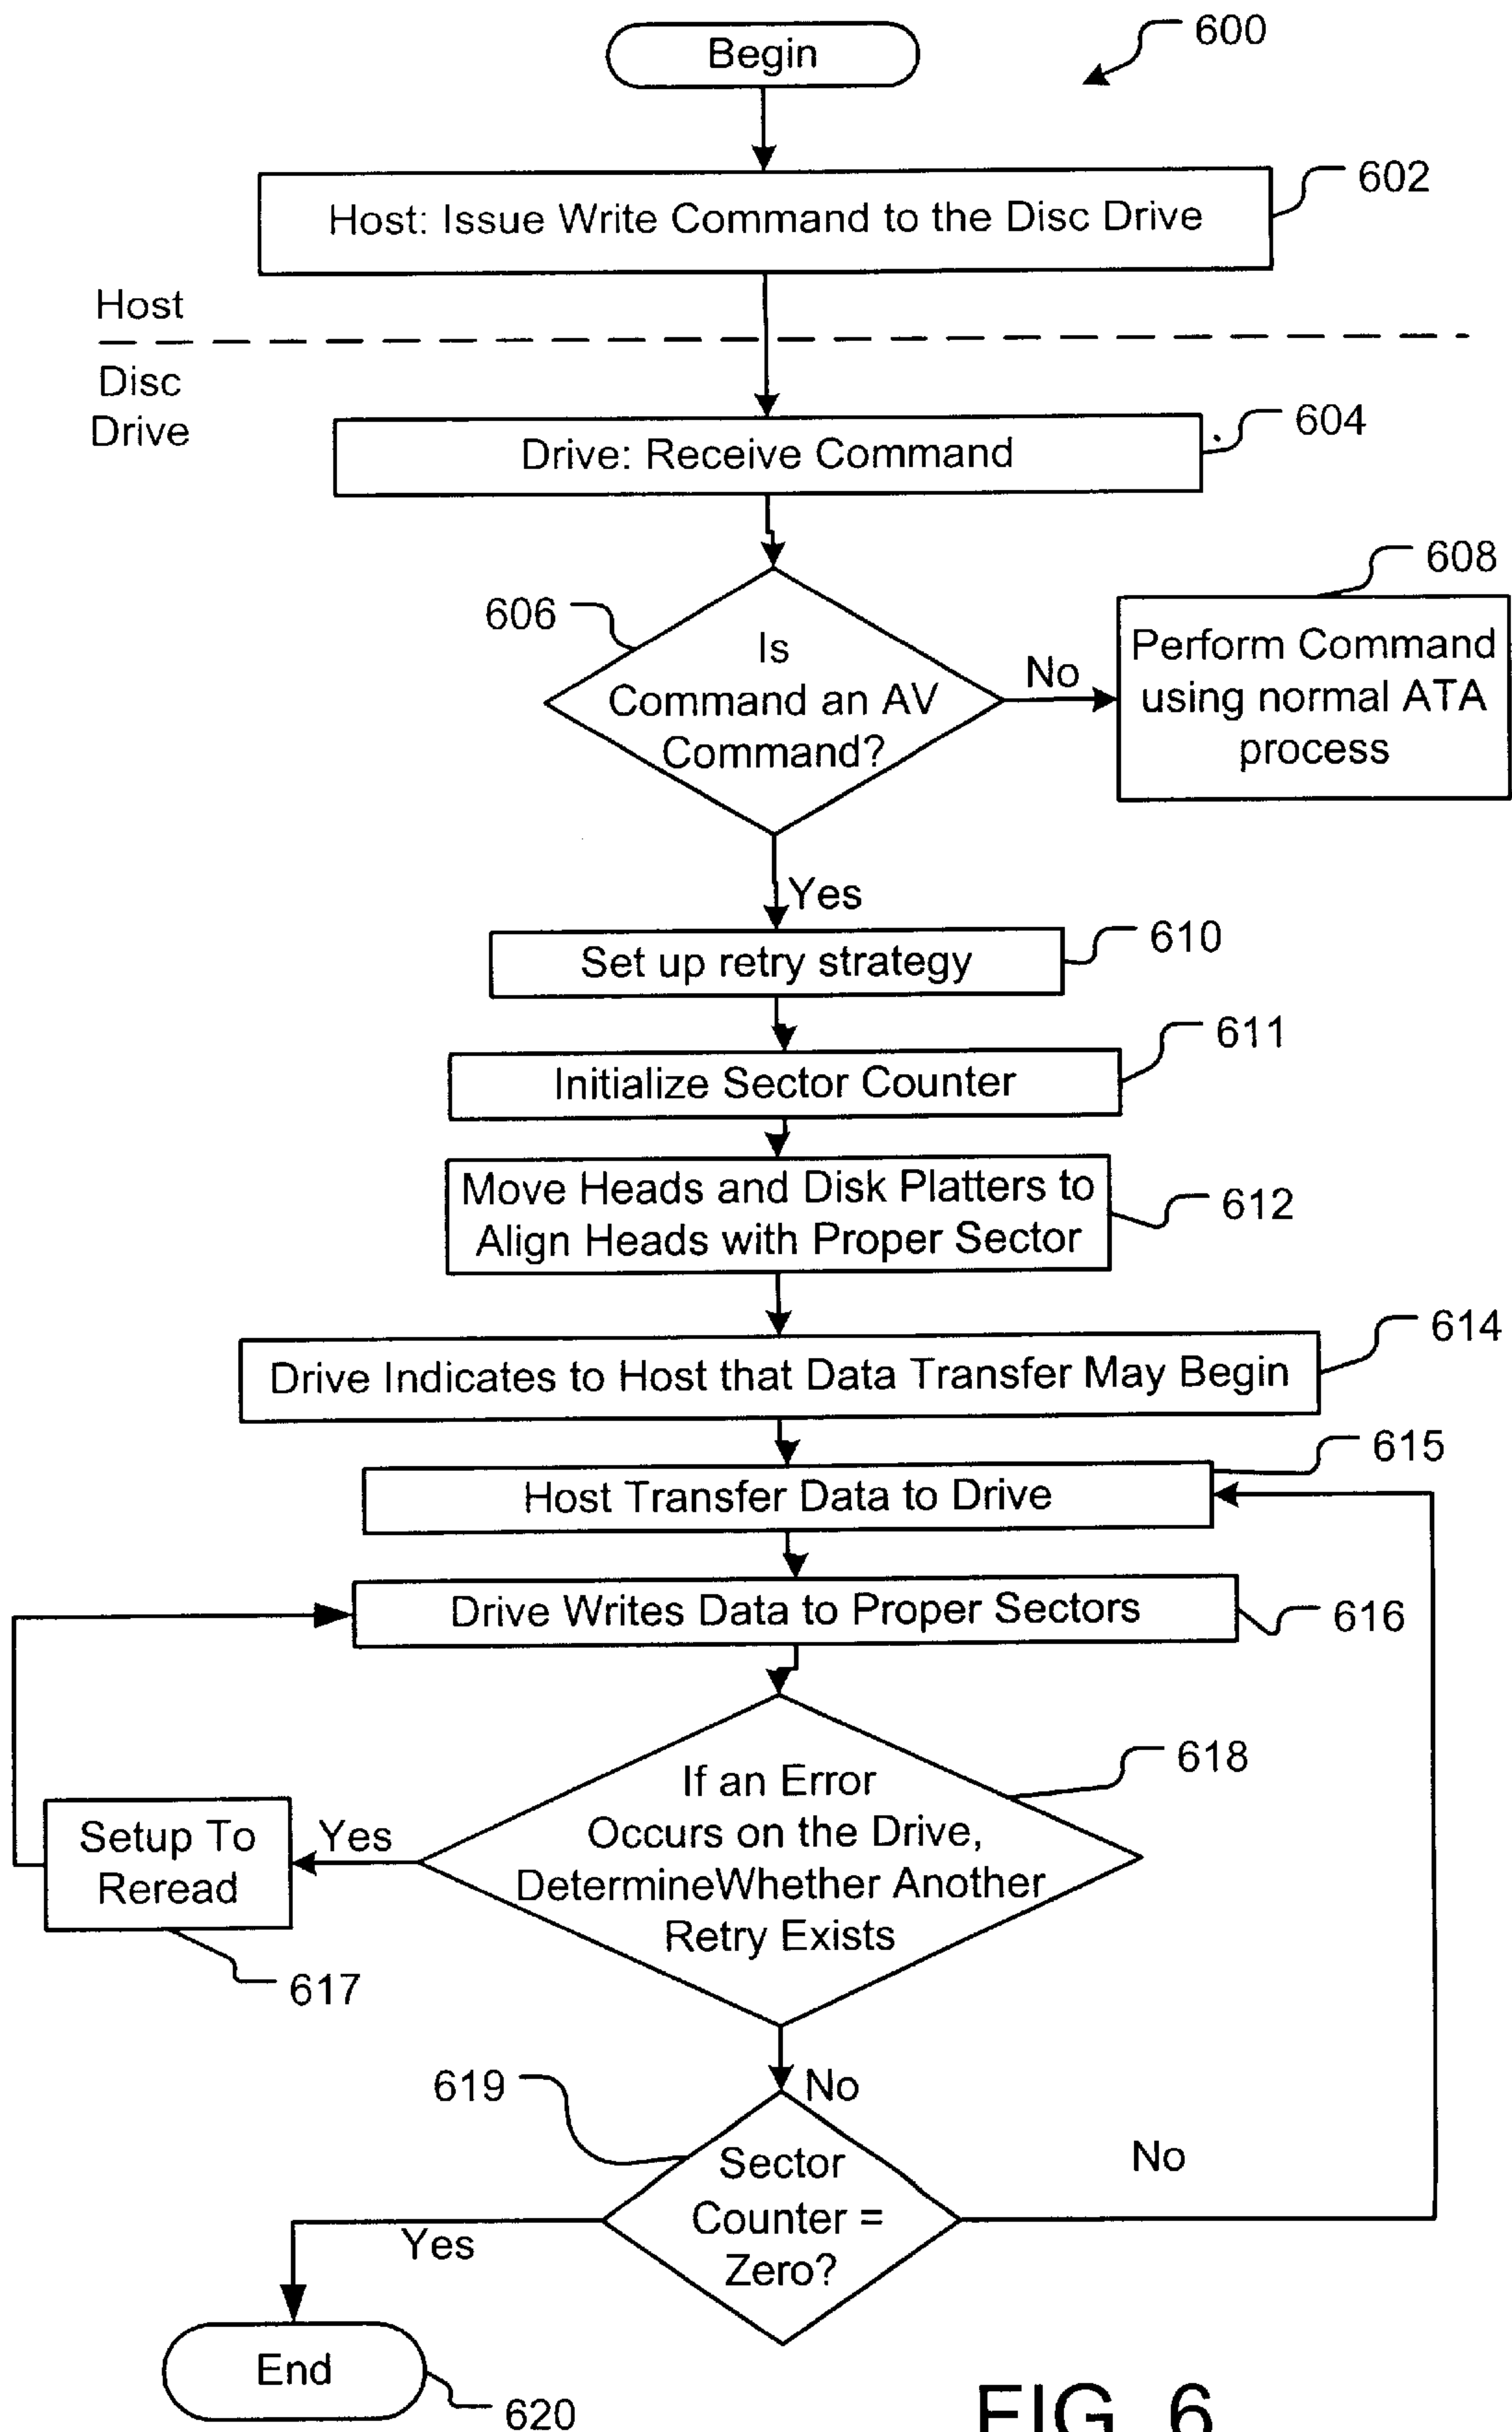 Begin
600
Host: Issue Write Command to the Disc Drive
602
Host
Disc
Drive
Drive: Receive Command
604
606
Is
Command an AV
Command?
No
608
Perform Command
using normal ATA
process
Yes
Set up retry strategy
610
Initialize Sector Counter
611
Move Heads and Disk Platters to
Align Heads with Proper Sector
612
Drive Indicates to Host that Data Transfer May Begin
614
Host Transfer Data to Drive
615
Drive Writes Data to Proper Sectors
616
If an Error
Occurs on the Drive,
DetermineWhether Another
Retry Exists
618
Yes
Setup To
Reread
617
No
619
Sector
Counter =
Zero?
No
Yes
End
620
FIG. 6